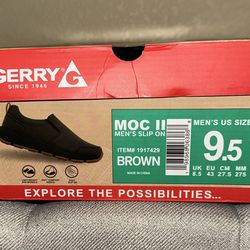 GERRY
SINCE 1945
MOC II
MEN'S SLIP ON
ITEM# 1917429
BROWN
MADE IN CHINA
MEN'S US SIZE
9.5
UK EU CM MM
8.5 43 27.5 275
EXPLORE THE POSSIBILITIES...